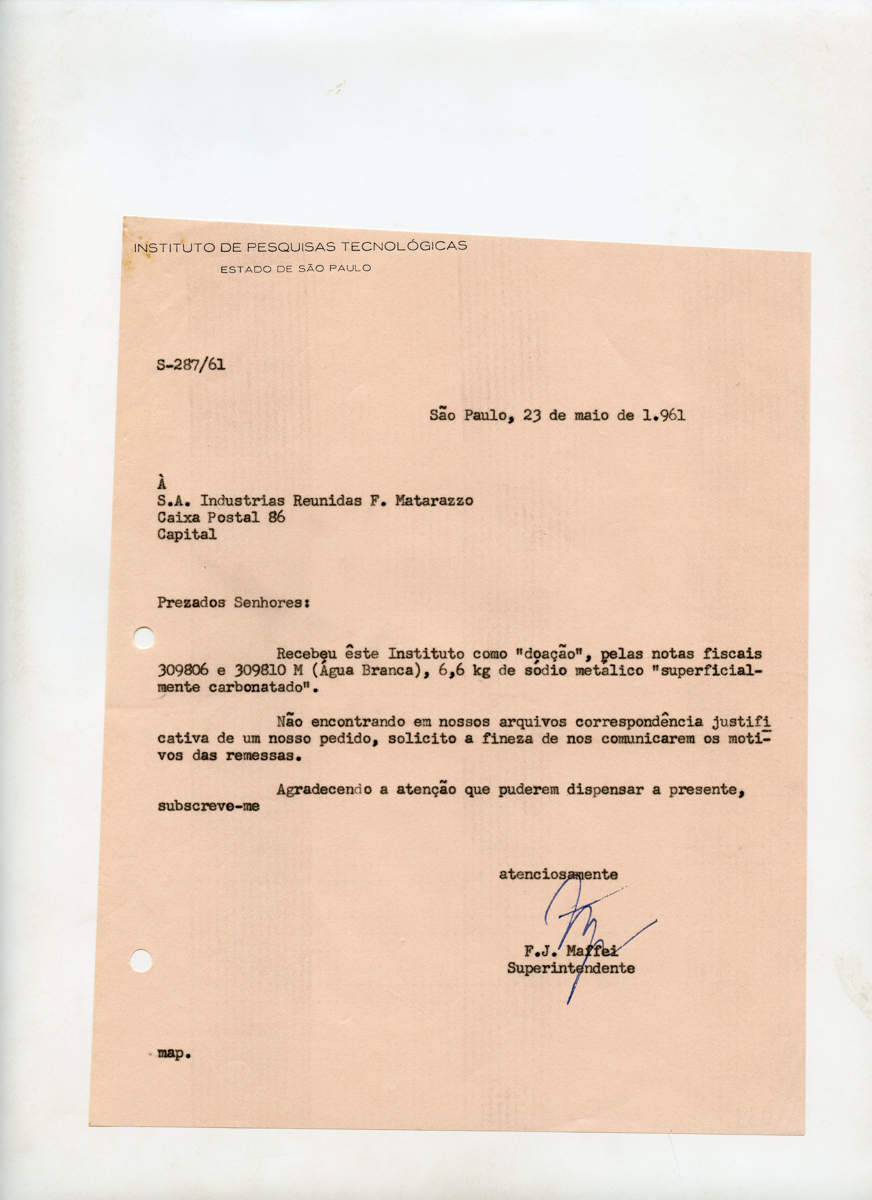 INSTITUTO DE PESQUISAS TECNOLÓGICAS
ESTADO DE SÃO PAULO
S-287/61
São Paulo, 23 de maio de 1.961
À
S.A. Industrias Reunidas F. Matarazzo
Caixa Postal 86
Capital
Prezados Senhores:
Recebeu êste Instituto como "doação", pelas notas fiscais
309806 e 309810 M (Água Branca), 6,6 kg de sódio metálico "superficial-
mente carbonatado".
Não encontrando em nossos arquivos correspondência justifi
cativa de um nosso pedido, solicito a fineza de nos comunicarem os moti-
vos das remessas.
Agradecendo a atenção que puderem dispensar a presente,
subscreve-me
atenciosamente
F.J. Maffei
Superintendente
map.